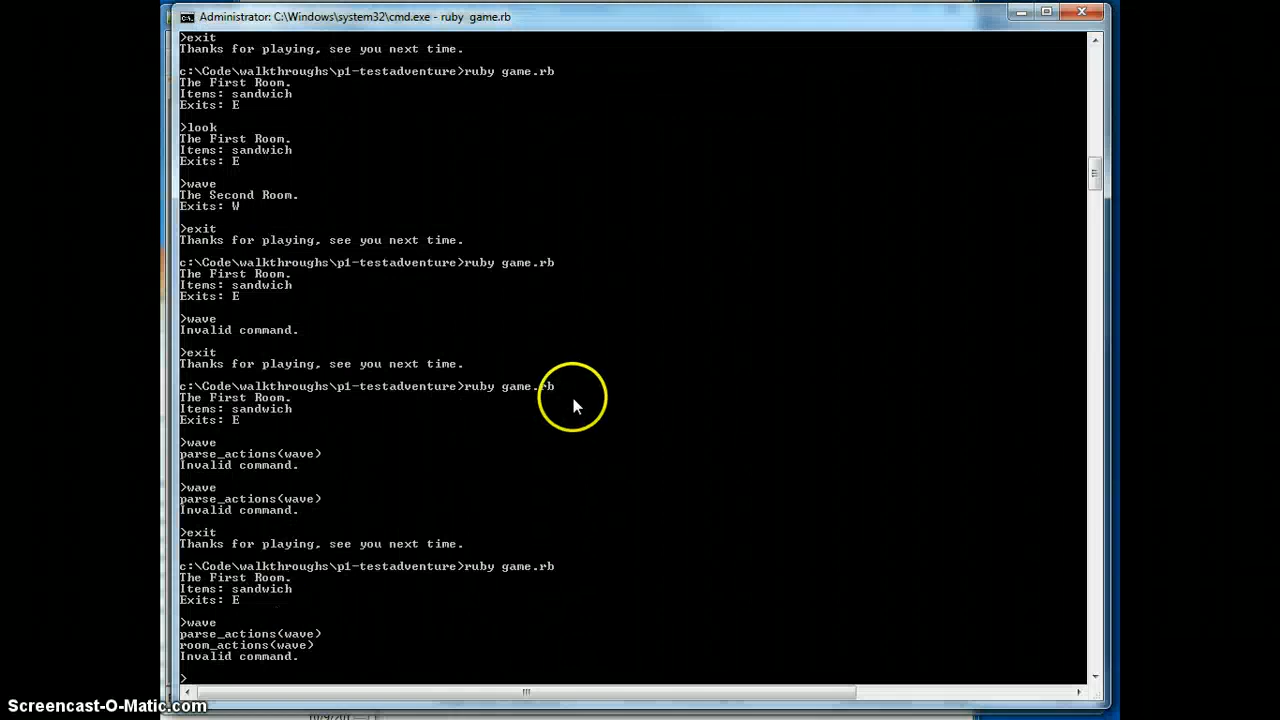 Administrator: C:\Windows\system32\cmd.exe - ruby  game.rb
>exit
Thanks for playing, see you next time.
c:\Code\walkthroughs\p1-testadventure>ruby game.rb
The First Room.
Items: sandwich
Exits: E
>look
The First Room.
Items: sandwich
Exits: E
>wave
The Second Room.
Exits: W
>exit
Thanks for playing, see you next time.
c:\Code\walkthroughs\p1-testadventure>ruby game.rb
The First Room.
Items: sandwich
Exits: E
>wave
Invalid command.
>exit
Thanks for playing, see you next time.
c:\Code\walkthroughs\p1-testadventure>ruby game.rb
The First Room.
Items: sandwich
Exits: E
>wave
parse_actions(wave)
Invalid command.
>wave
parse_actions(wave)
Invalid command.
>exit
Thanks for playing, see you next time.
c:\Code\walkthroughs\p1-testadventure>ruby game.rb
The First Room.
Items: sandwich
Exits: E
>wave
parse_actions(wave)
room_actions(wave)
Invalid command.
>
Screencast-O-Matic.com